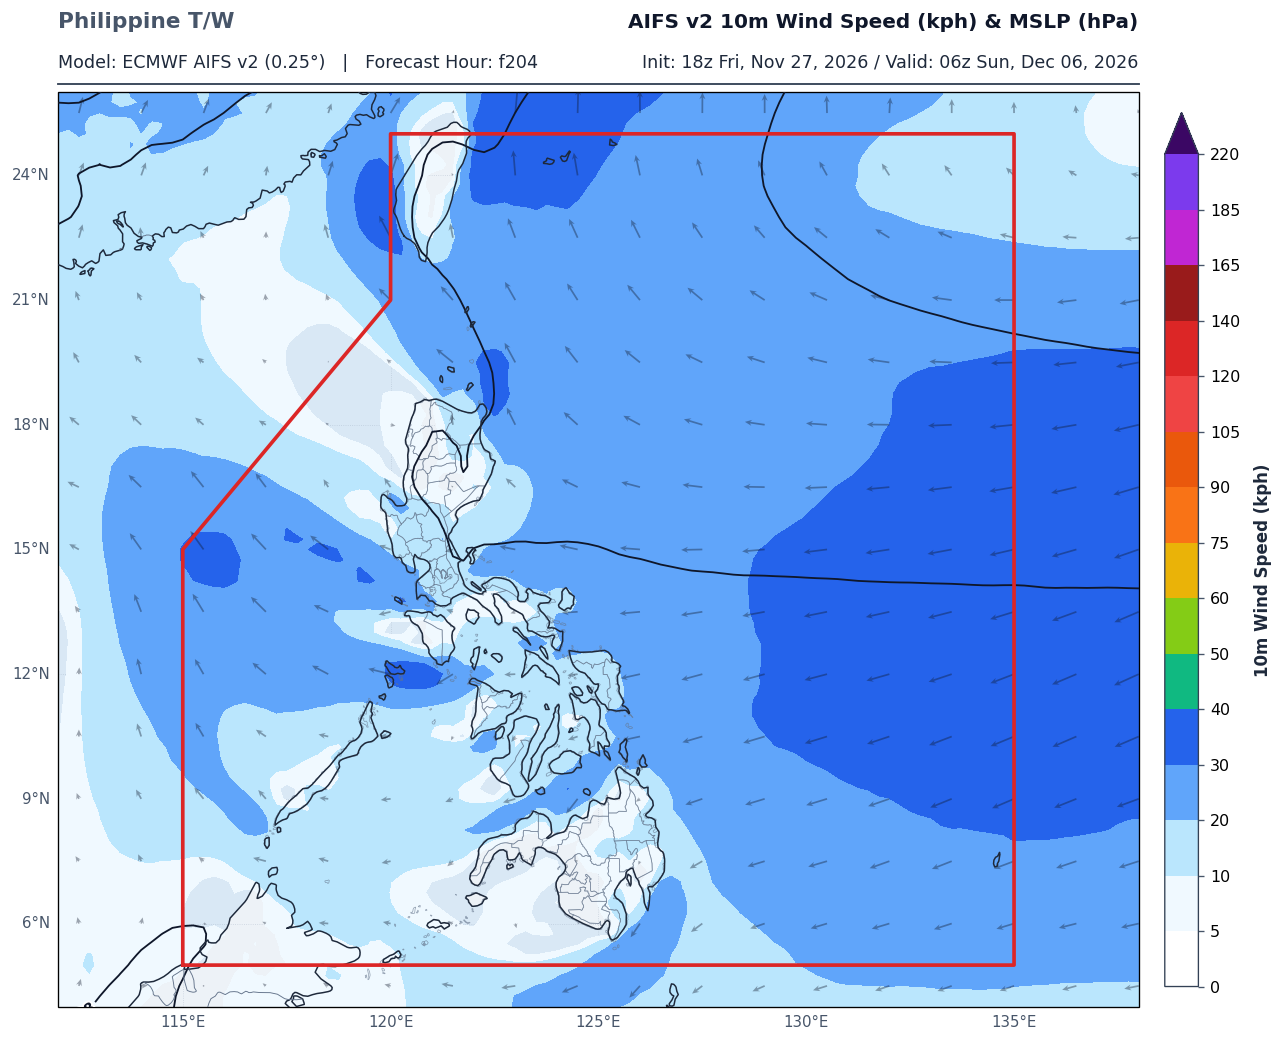 Philippine T/W
AIFS v2 10m Wind Speed (kph) & MSLP (hPa)
Model: ECMWF AIFS v2 (0.25°) | Forecast Hour: f204
Init: 18z Fri, Nov 27, 2026 / Valid: 06z Sun, Dec 06, 2026
24°N
21°N
18°N
15°N
12°N
9°N
6°N
115°E
120°E
125°E
130°E
135°E
220
185
165
140
120
105
90
75
60
50
40
30
20
10
5
0
10m Wind Speed (kph)